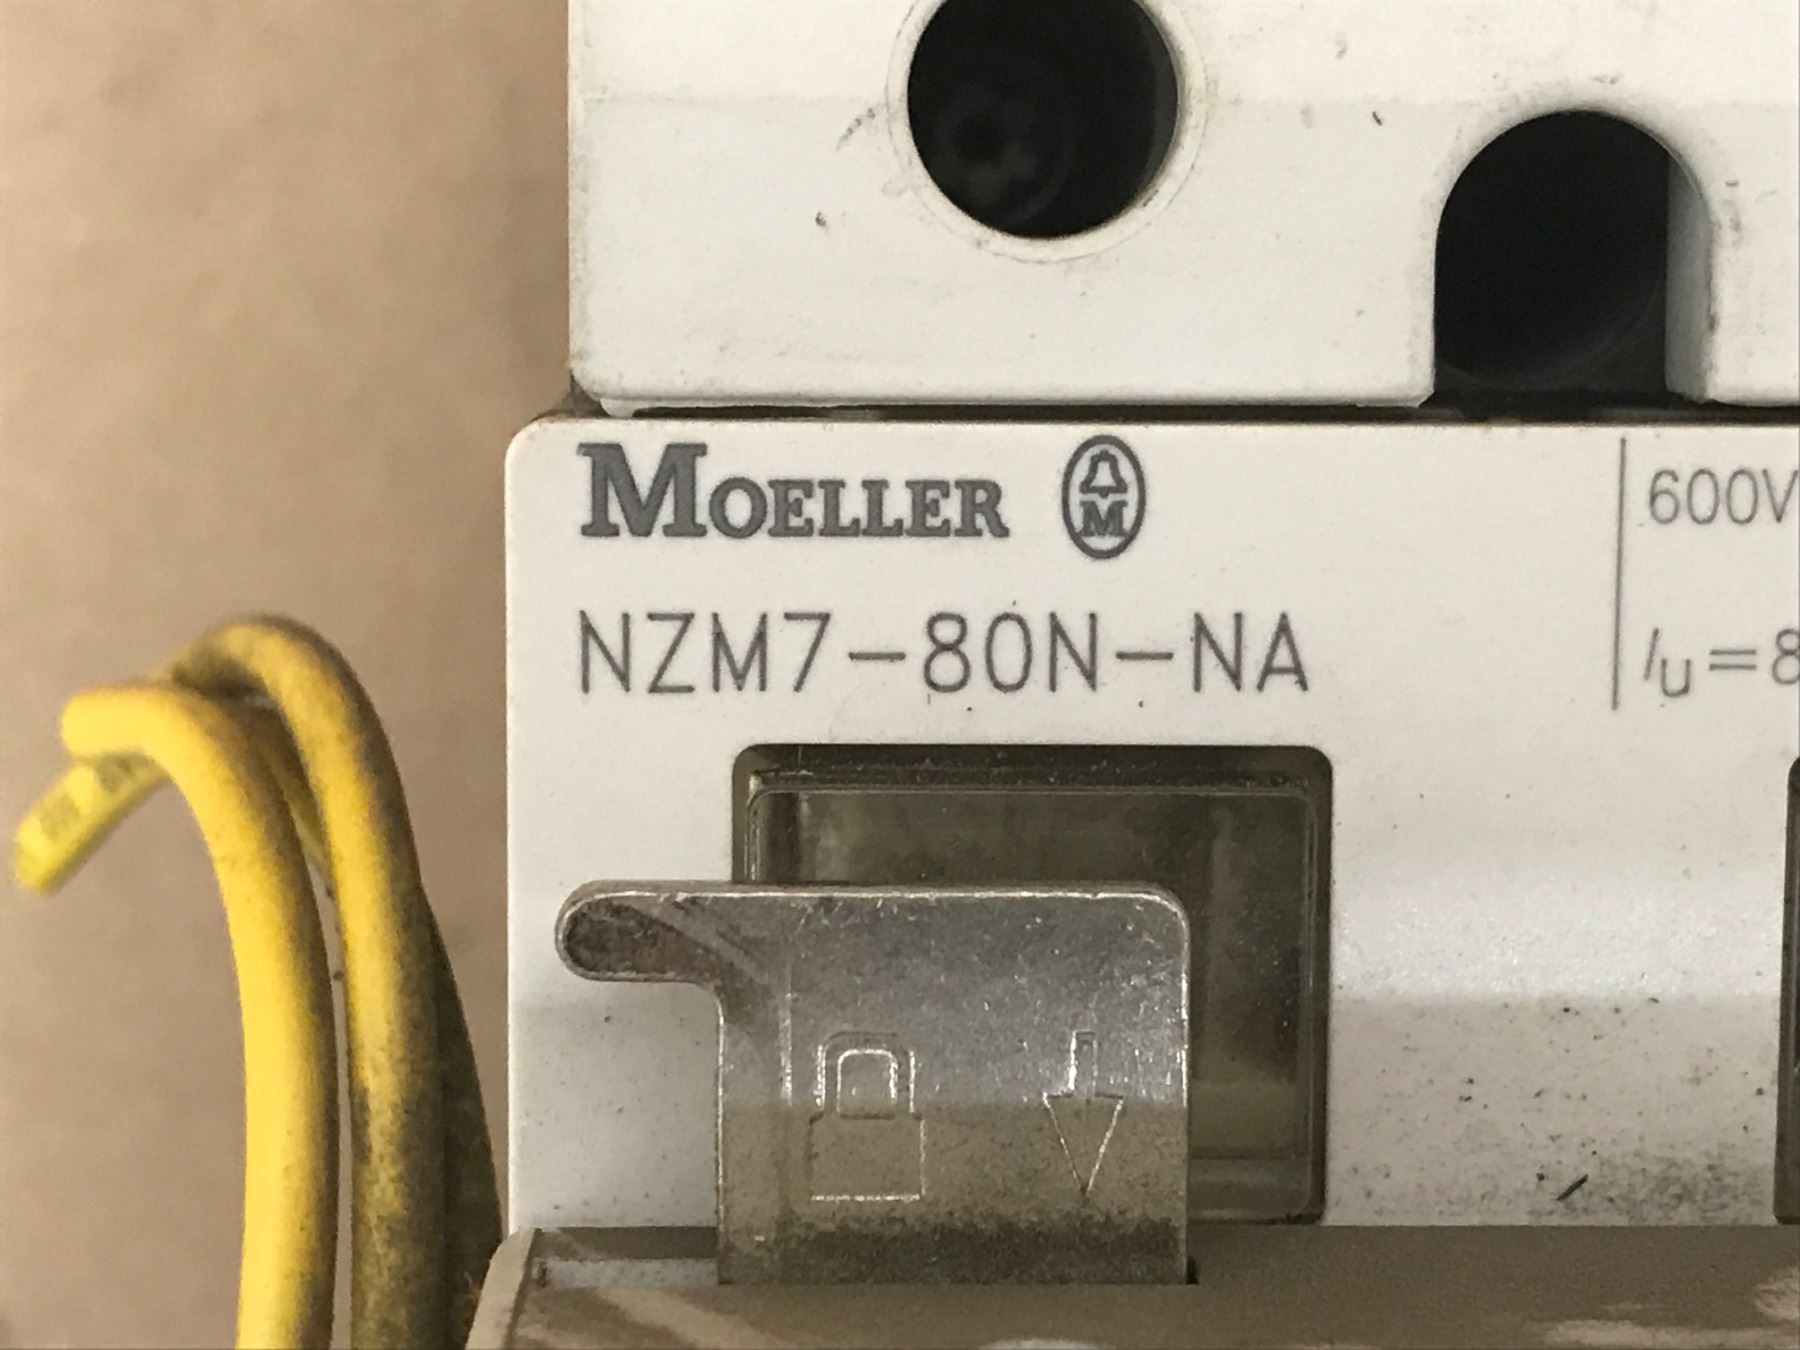 MOELLER M
NZM7-80N-NA
600V
Iu=8